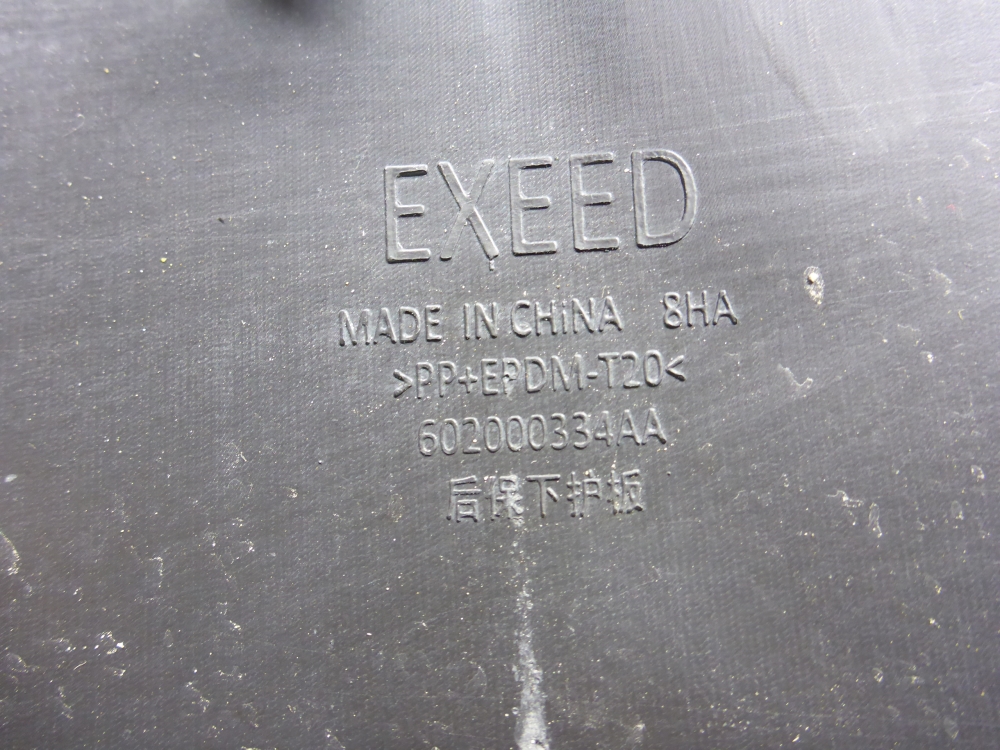 EXEED
MADE IN CHINA 8HA
>PP+EPDM-T20<
602000334AA
后保下护板